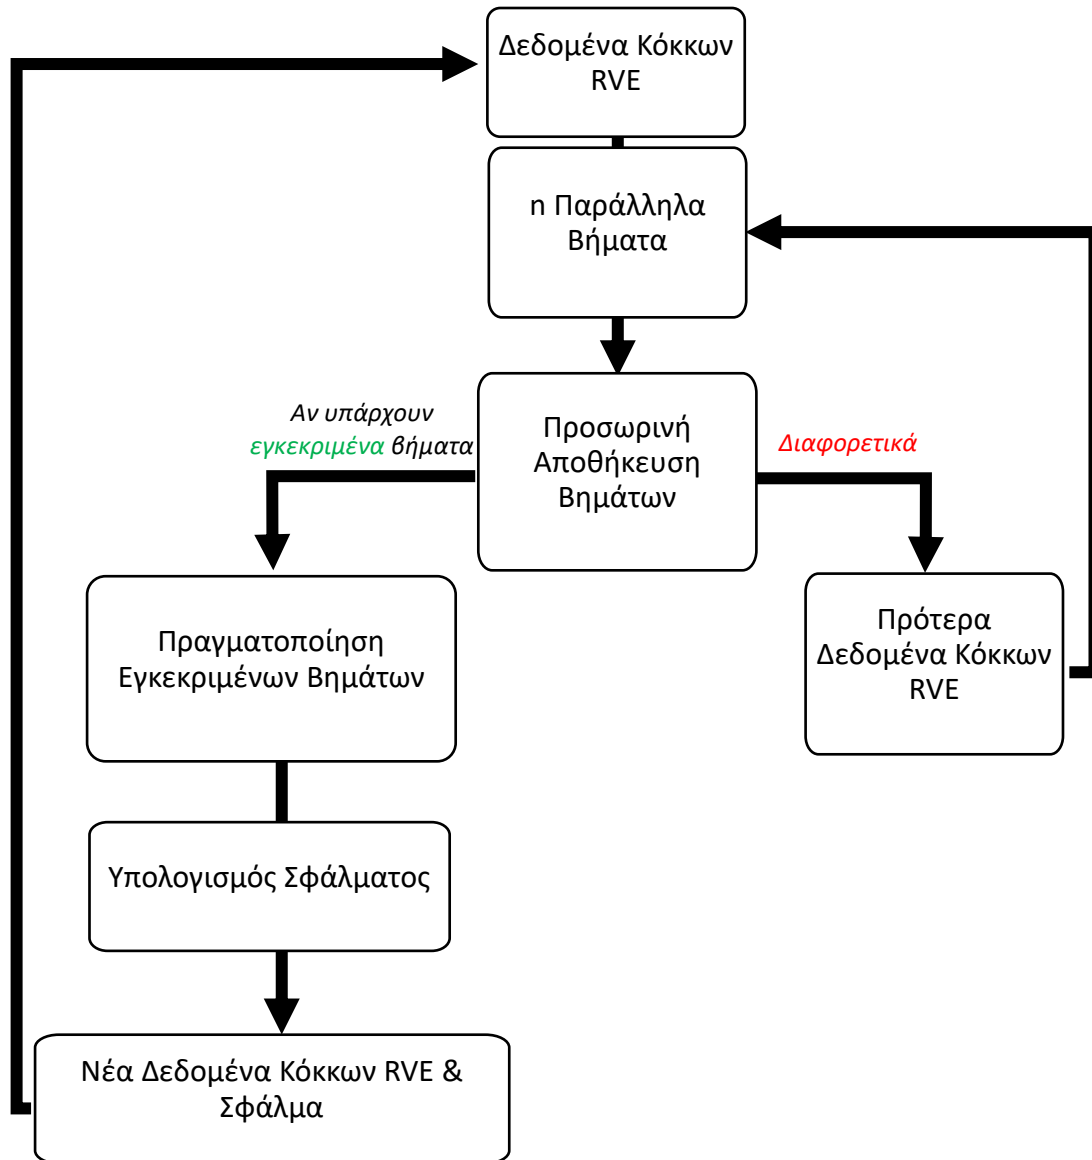 Δεδομένα Κόκκων
RVE
n Παράλληλα
Βήματα
Αν υπάρχουν
εγκεκριμένα βήματα
Προσωρινή
Αποθήκευση
Βημάτων
Διαφορετικά
Πραγματοποίηση
Εγκεκριμένων Βημάτων
Πρότερα
Δεδομένα Κόκκων
RVE
Υπολογισμός Σφάλματος
Νέα Δεδομένα Κόκκων RVE &
Σφάλμα